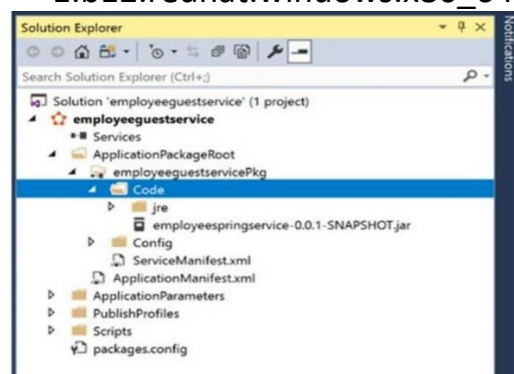 Solution Explorer
Search Solution Explorer (Ctrl+;)
Solution 'employeeguestservice' (1 project)
employeeguestservice
Services
ApplicationPackageRoot
employeeguestservicePkg
Code
jre
employeespringservice-0.0.1-SNAPSHOT.jar
Config
ServiceManifest.xml
ApplicationManifest.xml
ApplicationParameters
PublishProfiles
Scripts
packages.config
Notifications